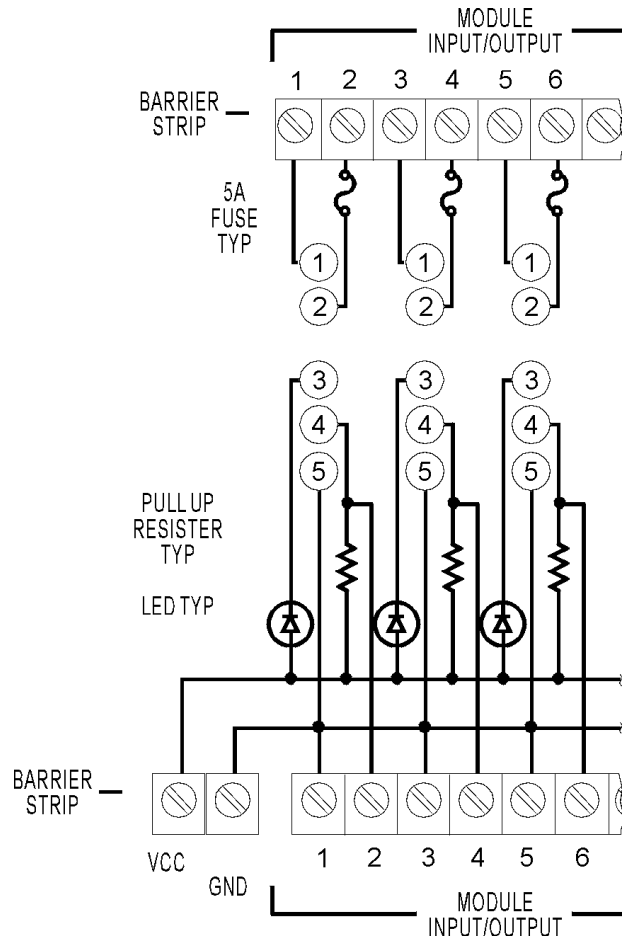 MODULE
INPUT/OUTPUT
1 2 3 4 5 6
BARRIER
STRIP
5A
FUSE
TYP
1 1 1
2 2 2
3 3 3
4 4 4
5 5 5
PULL UP
RESISTER
TYP
LED TYP
BARRIER
STRIP
VCC
GND
1 2 3 4 5 6
MODULE
INPUT/OUTPUT